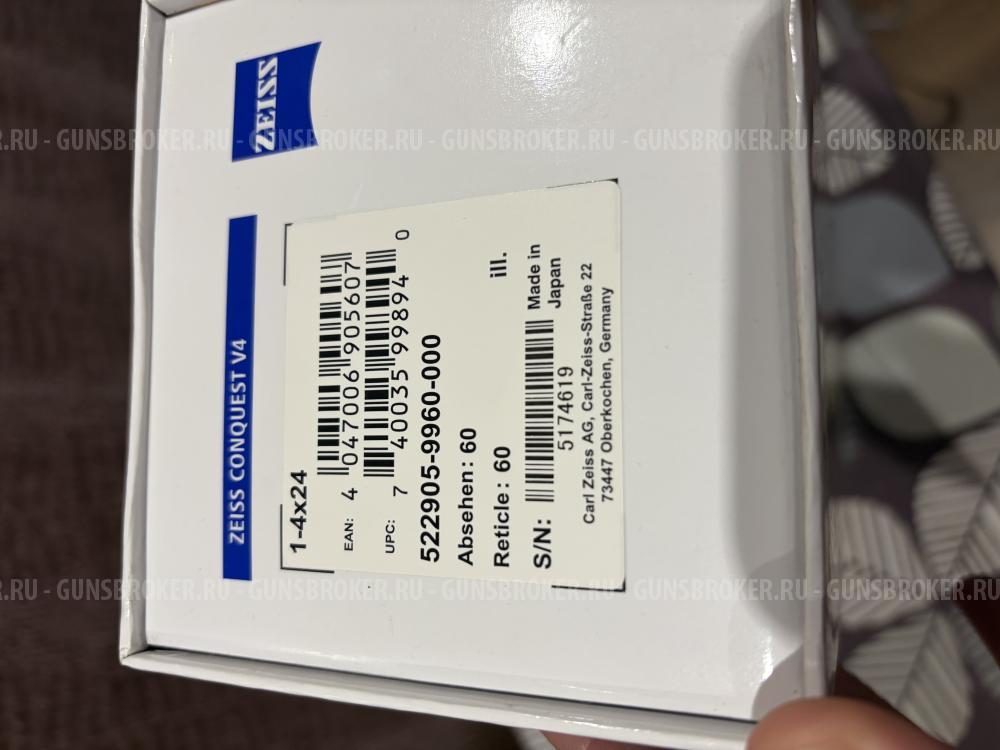 ZEISS
ZEISS CONQUEST V4
1-4x24
EAN: 4 047006 905607
UPC: 7 40035 99894 0
522905-9960-000
Absehen: 60
Reticle: 60 ill.
S/N: 5174619
Made in
Japan
Carl Zeiss AG, Carl-Zeiss-Straße 22
73447 Oberkochen, Germany
R.RU - GUNSBROKER.RU - GUNSBROKER.RU - GUNSBROKER.RU - GUNSBROKER.RU - GUNSBROKER.RU
R.RU - GUNSBROKER.RU - GUNSBROKER.RU - GUNSBROKER.RU - GUNSBROKER.RU - GUNSBROKER.RU